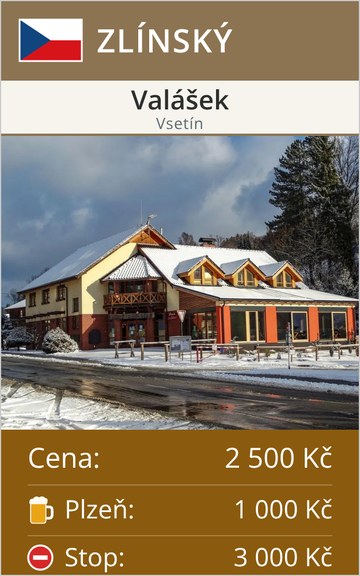 ZLÍNSKÝ
Valášek
Vsetín
Cena: 2 500 Kč
Plzeň: 1 000 Kč
Stop: 3 000 Kč